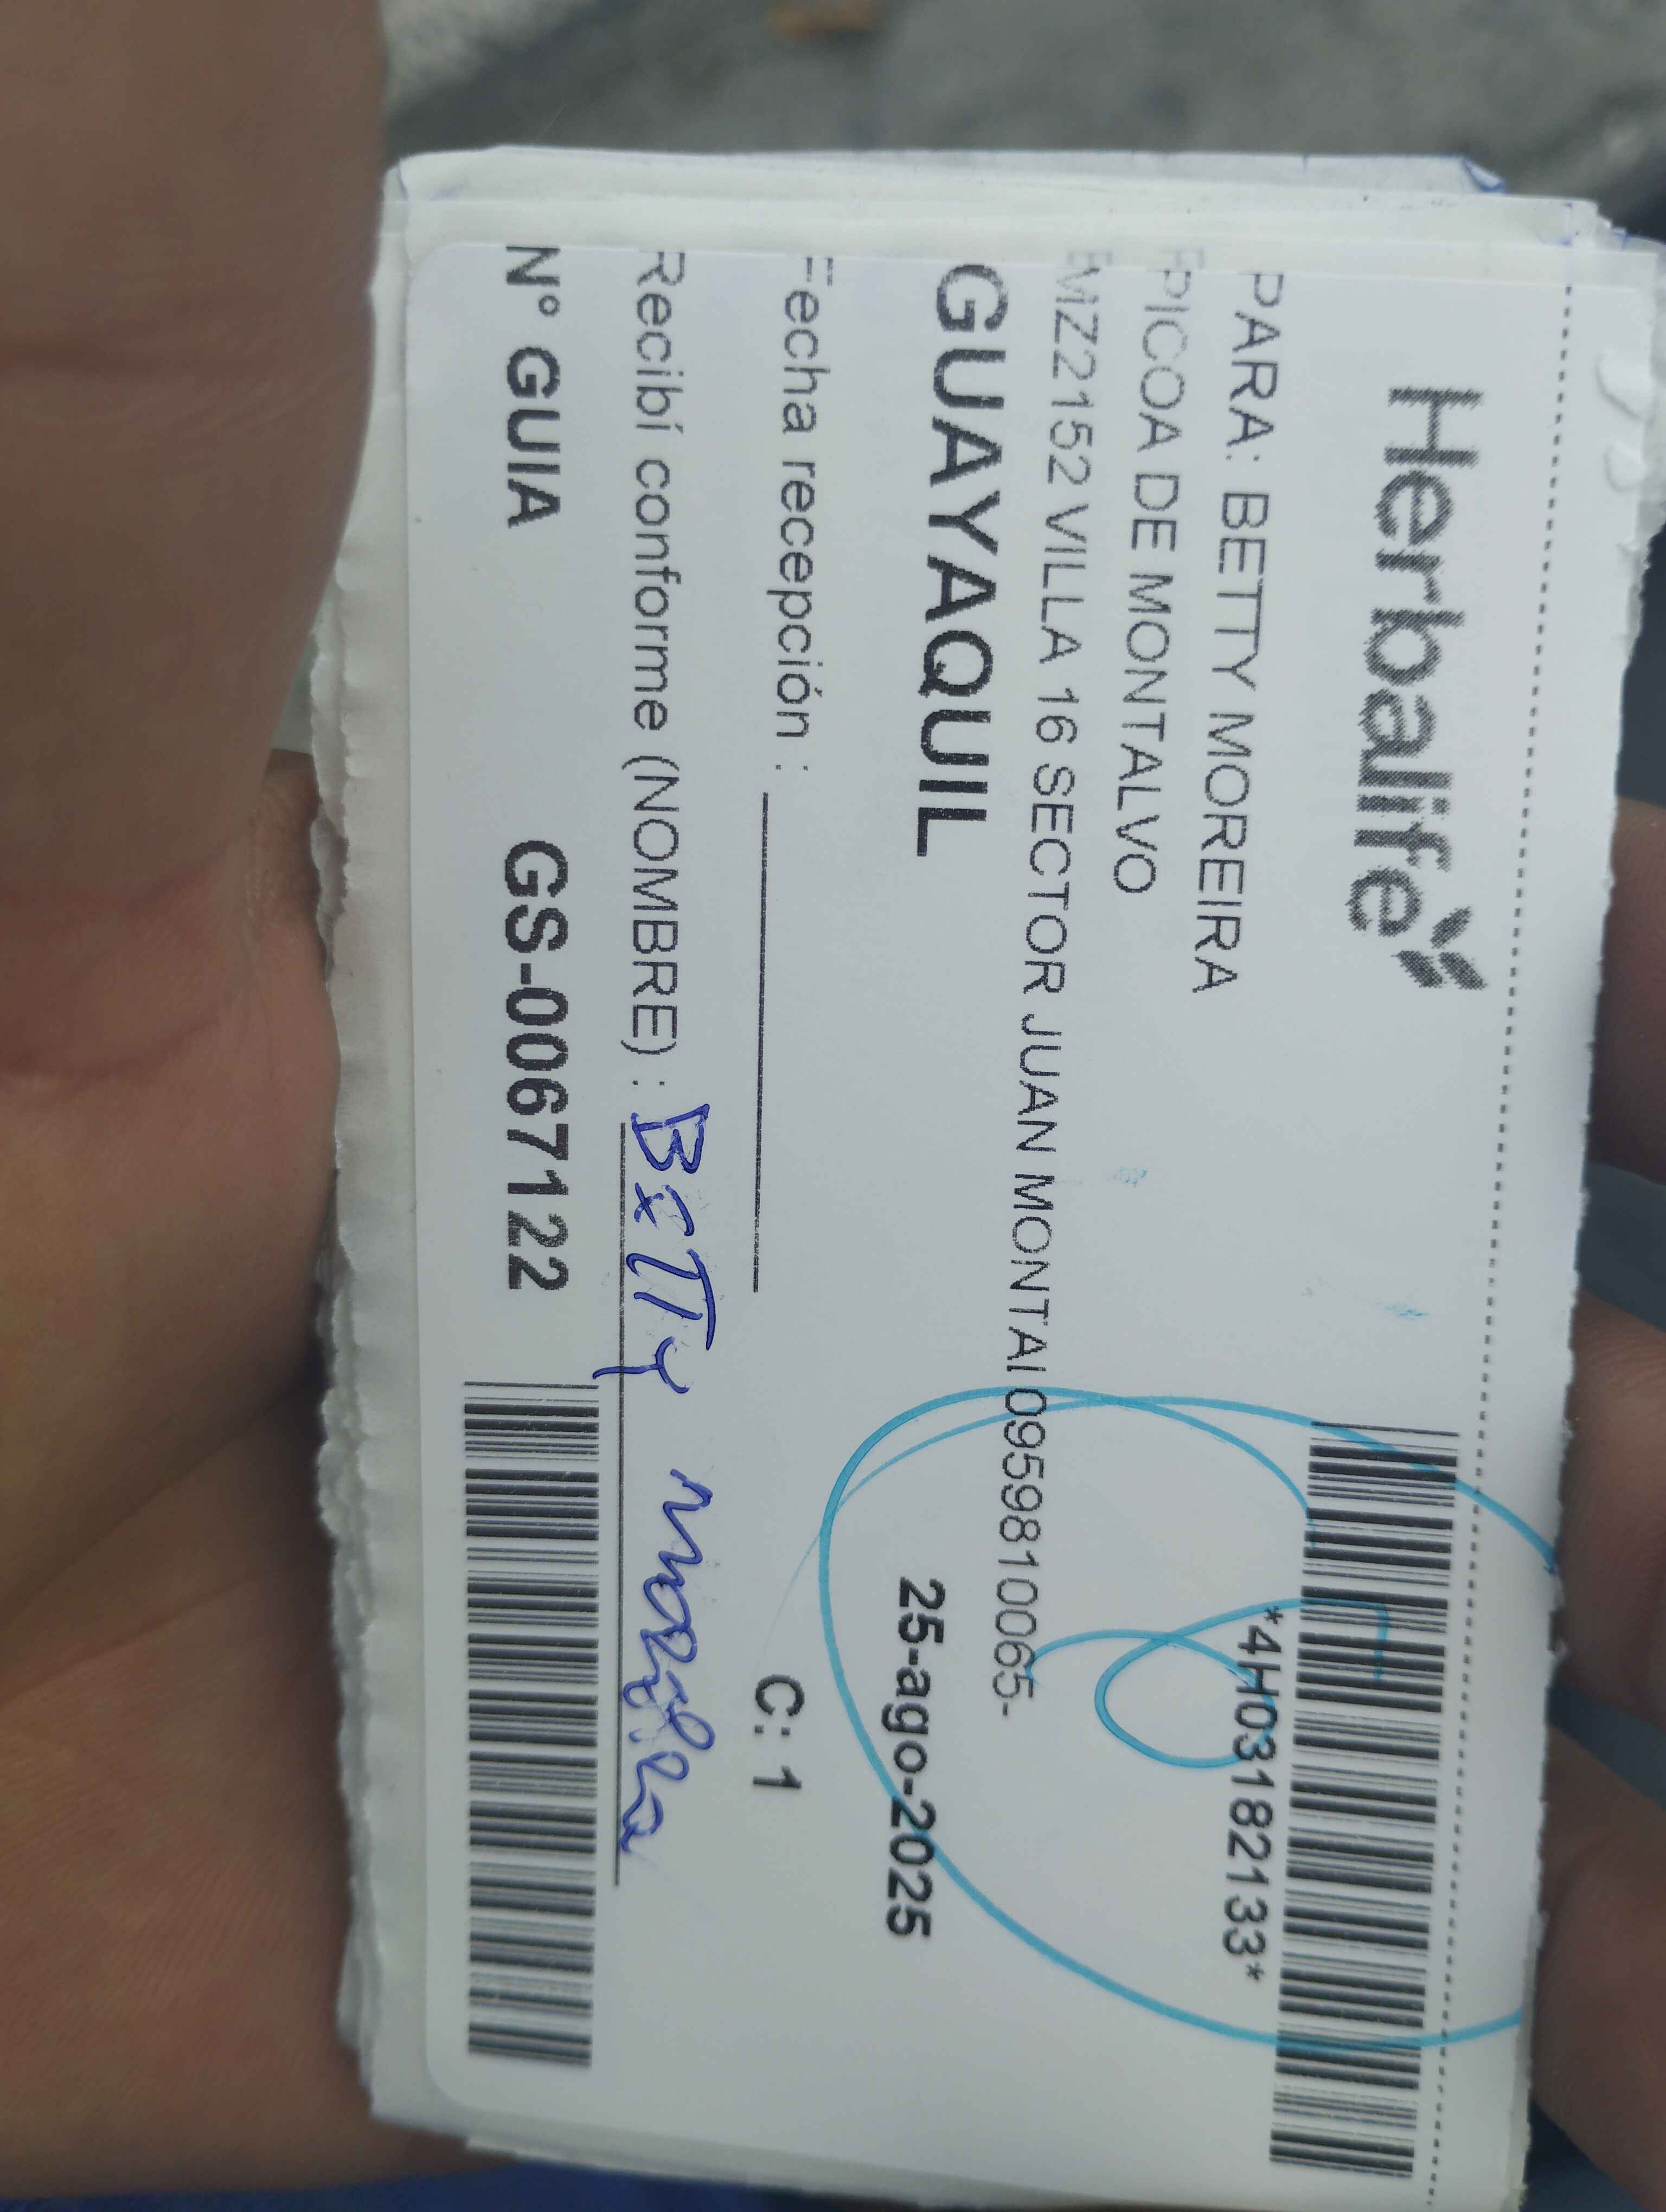 Herbalife
*4H03182133*
PARA: BETTY MOREIRA
PICOA DE MONTALVO
MZ2152 VILLA 16 SECTOR JUAN MONTAI 0959810065-
GUAYAQUIL
25-ago-2025
Fecha recepción :
C: 1
Recibí conforme (NOMBRE) : BETTY
N° GUIA GS-0067122